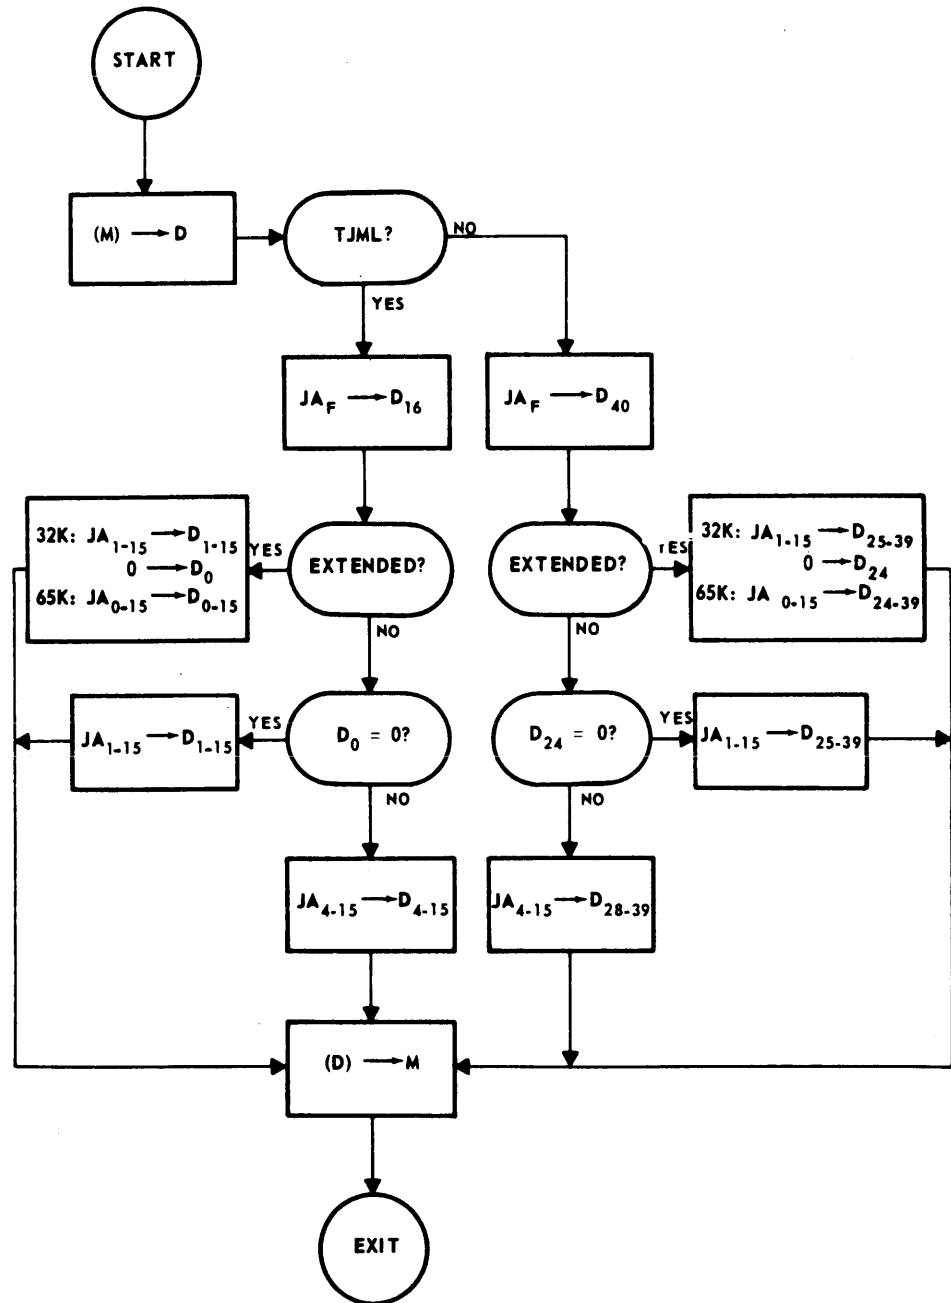 START
(M) → D
TJML?
NO
YES
JA_F → D_16
JA_F → D_40
32K: JA_1-15 → D_1-15
0 → D_0
65K: JA_0-15 → D_0-15
YES
EXTENDED?
NO
EXTENDED?
rES
NO
32K: JA_1-15 → D_25-39
0 → D_24
65K: JA_0-15 → D_24-39
JA_1-15 → D_1-15
YES
D_0 = 0?
NO
D_24 = 0?
YES
NO
JA_1-15 → D_25-39
JA_4-15 → D_4-15
JA_4-15 → D_28-39
(D) → M
EXIT